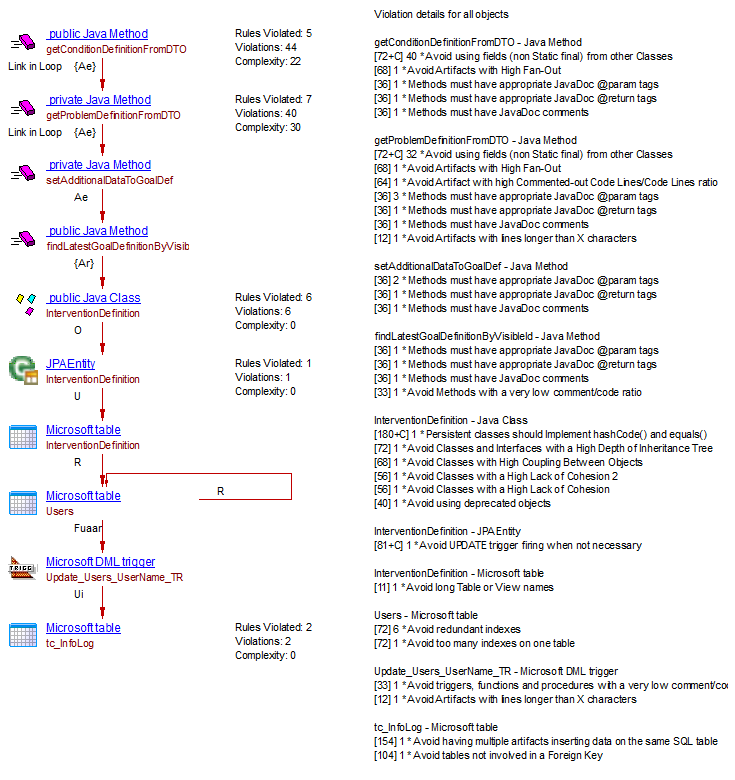 public Java Method
getConditionDefinitionFromDTO
Link in Loop {Ae}
Rules Violated: 5
Violations: 44
Complexity: 22
private Java Method
getProblemDefinitionFromDTO
Link in Loop {Ae}
Rules Violated: 7
Violations: 40
Complexity: 30
private Java Method
setAdditionalDataToGoalDef
Ae
public Java Method
findLatestGoalDefinitionByVisib
{Ar}
public Java Class
InterventionDefinition
O
Rules Violated: 6
Violations: 6
Complexity: 0
JPAEntity
InterventionDefinition
U
Rules Violated: 1
Violations: 1
Complexity: 0
Microsoft table
InterventionDefinition
R
R
Microsoft table
Users
Fuaar
TRIGG
Microsoft DML trigger
Update_Users_UserName_TR
Ui
Microsoft table
tc_InfoLog
Rules Violated: 2
Violations: 2
Complexity: 0
Violation details for all objects
getConditionDefinitionFromDTO - Java Method
[72+C] 40 * Avoid using fields (non Static final) from other Classes
[68] 1 * Avoid Artifacts with High Fan-Out
[36] 1 * Methods must have appropriate JavaDoc @param tags
[36] 1 * Methods must have appropriate JavaDoc @return tags
[36] 1 * Methods must have JavaDoc comments
getProblemDefinitionFromDTO - Java Method
[72+C] 32 * Avoid using fields (non Static final) from other Classes
[68] 1 * Avoid Artifacts with High Fan-Out
[64] 1 * Avoid Artifact with high Commented-out Code Lines/Code Lines ratio
[36] 3 * Methods must have appropriate JavaDoc @param tags
[36] 1 * Methods must have appropriate JavaDoc @return tags
[36] 1 * Methods must have JavaDoc comments
[12] 1 * Avoid Artifacts with lines longer than X characters
setAdditionalDataToGoalDef - Java Method
[36] 2 * Methods must have appropriate JavaDoc @param tags
[36] 1 * Methods must have appropriate JavaDoc @return tags
[36] 1 * Methods must have JavaDoc comments
findLatestGoalDefinitionByVisibleId - Java Method
[36] 1 * Methods must have appropriate JavaDoc @param tags
[36] 1 * Methods must have appropriate JavaDoc @return tags
[36] 1 * Methods must have JavaDoc comments
[33] 1 * Avoid Methods with a very low comment/code ratio
InterventionDefinition - Java Class
[180+C] 1 * Persistent classes should Implement hashCode() and equals()
[72] 1 * Avoid Classes and Interfaces with a High Depth of Inheritance Tree
[68] 1 * Avoid Classes with High Coupling Between Objects
[56] 1 * Avoid Classes with a High Lack of Cohesion 2
[56] 1 * Avoid Classes with a High Lack of Cohesion
[40] 1 * Avoid using deprecated objects
InterventionDefinition - JPAEntity
[81+C] 1 * Avoid UPDATE trigger firing when not necessary
InterventionDefinition - Microsoft table
[11] 1 * Avoid long Table or View names
Users - Microsoft table
[72] 6 * Avoid redundant indexes
[72] 1 * Avoid too many indexes on one table
Update_Users_UserName_TR - Microsoft DML trigger
[33] 1 * Avoid triggers, functions and procedures with a very low comment/co
[12] 1 * Avoid Artifacts with lines longer than X characters
tc_InfoLog - Microsoft table
[154] 1 * Avoid having multiple artifacts inserting data on the same SQL table
[104] 1 * Avoid tables not involved in a Foreign Key